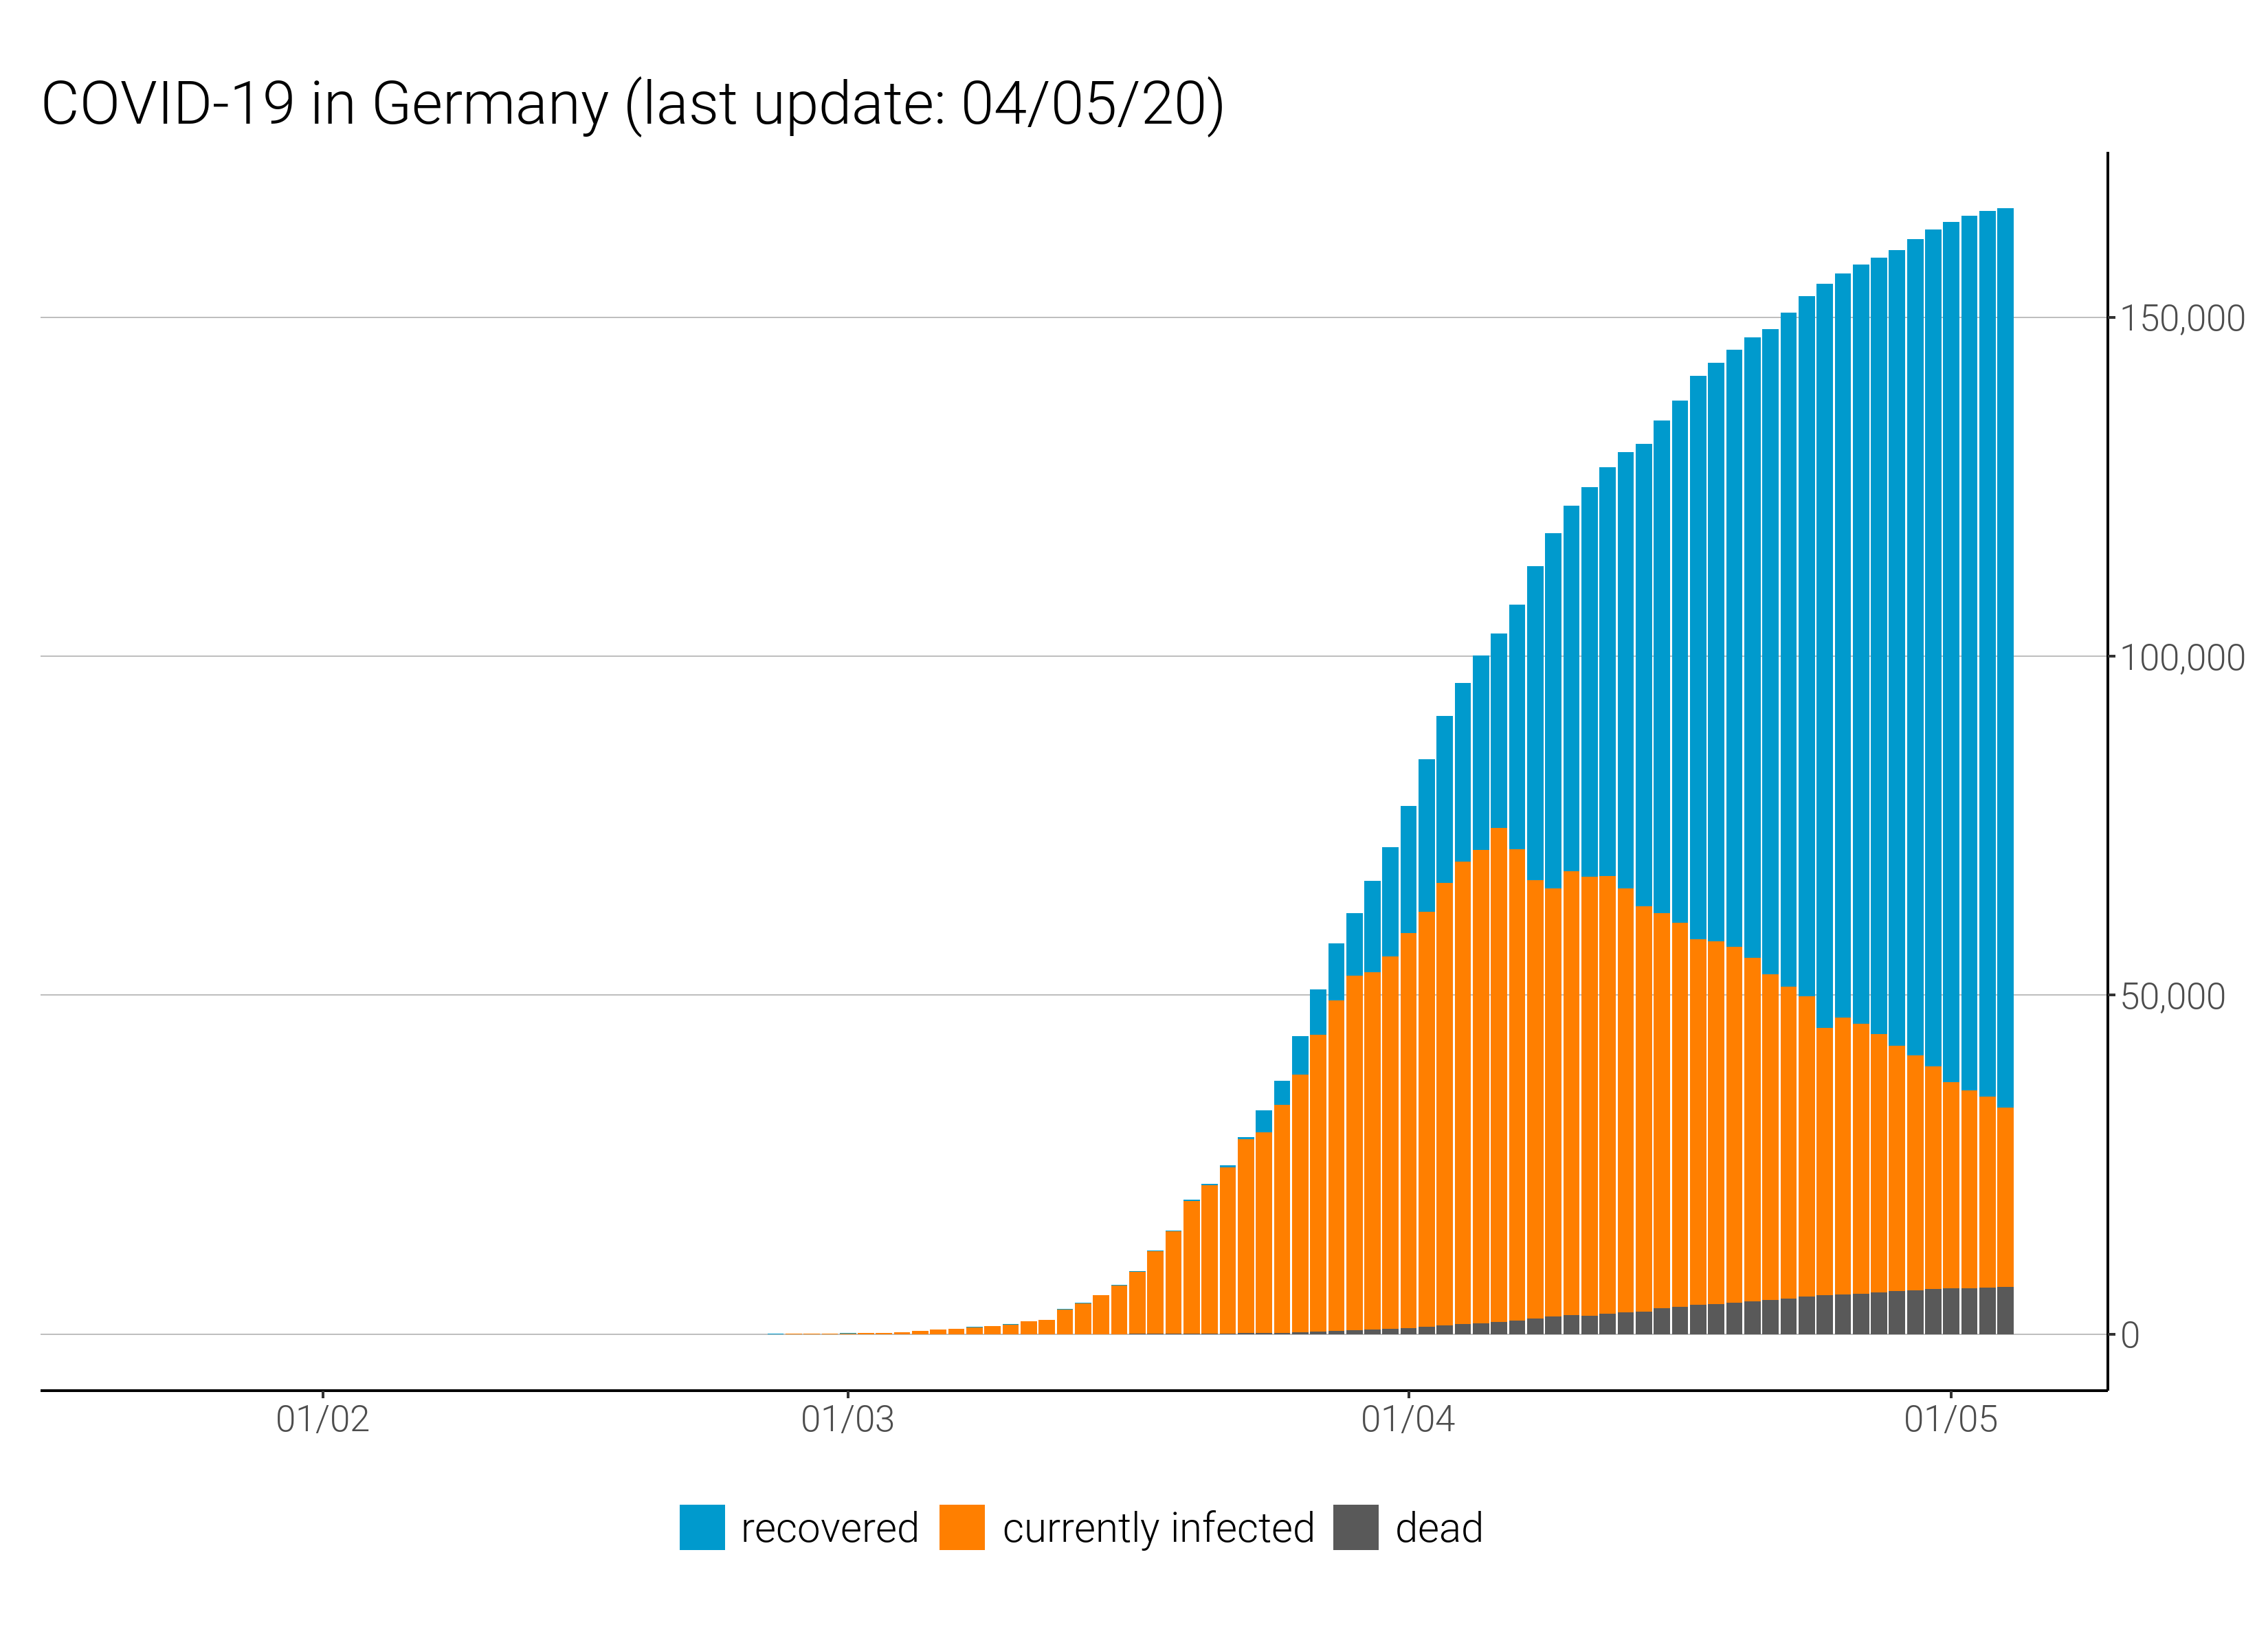 COVID-19 in Germany (last update: 04/05/20)
150,000
100,000
50,000
0
01/02 01/03 01/04 01/05
recovered currently infected dead